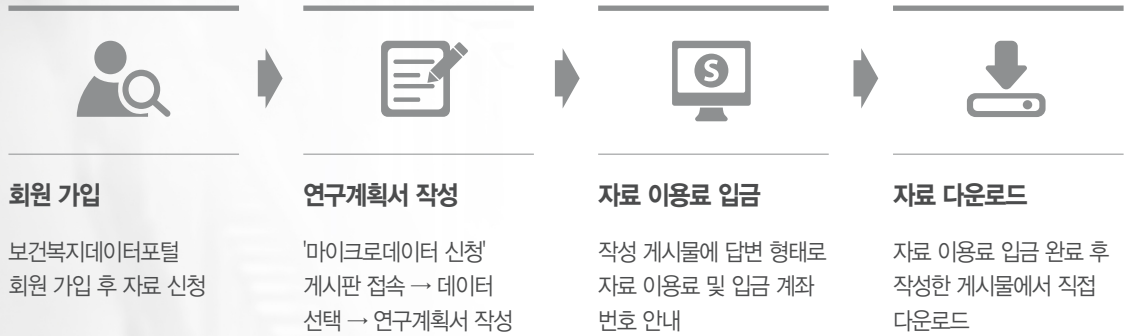 회원 가입
보건복지데이터포털
회원 가입 후 자료 신청
연구계획서 작성
'마이크로데이터 신청'
게시판 접속 → 데이터
선택 → 연구계획서 작성
S
자료 이용료 입금
작성 게시물에 답변 형태로
자료 이용료 및 입금 계좌
번호 안내
자료 다운로드
자료 이용료 입금 완료 후
작성한 게시물에서 직접
다운로드